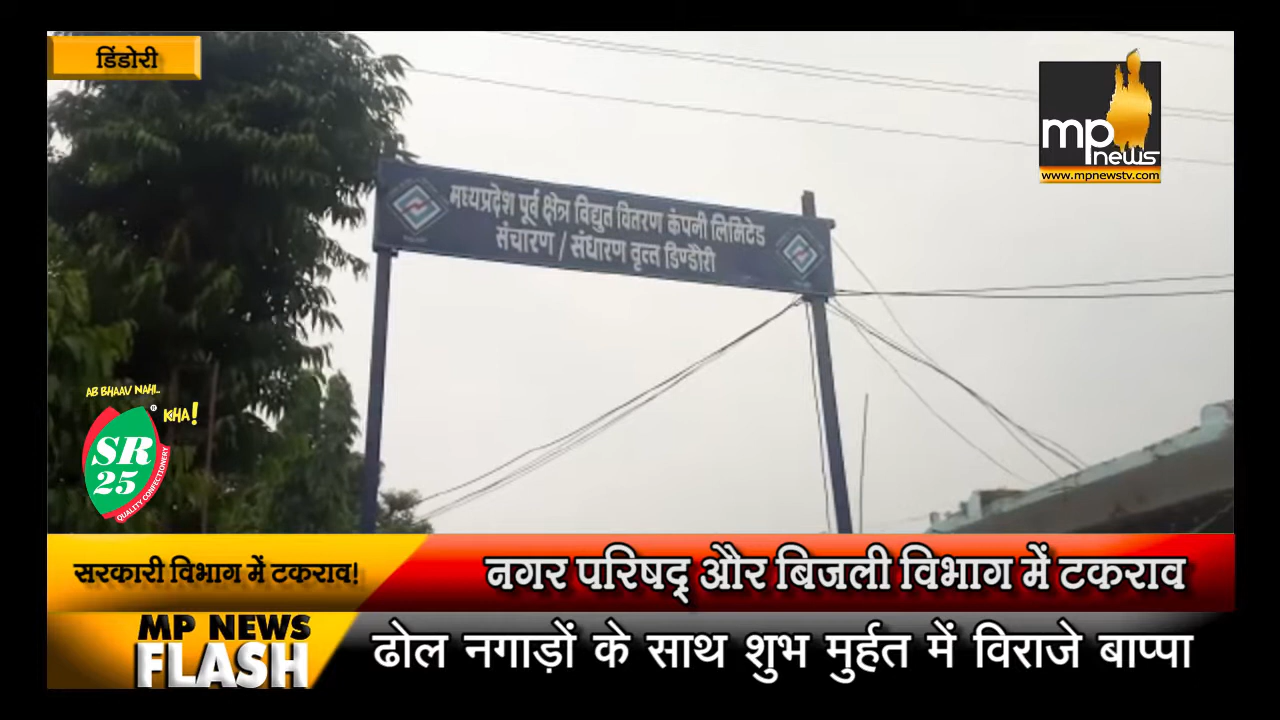 डिंडोरी
mp
news
www.mpnewstv.com
मध्यप्रदेश पूर्व क्षेत्र विद्युत वितरण कंपनी लिमिटेड
संचारण / संधारण वृत्त डिण्डौरी
AB BHAAV NAHI..
KHA!
SR
25
QUALITY CONFECTIONERY
सरकारी विभाग में टकराव!
नगर परिषद् और बिजली विभाग में टकराव
MP NEWS
FLASH
ढोल नगाड़ों के साथ शुभ मुर्हत में विराजे बाप्पा